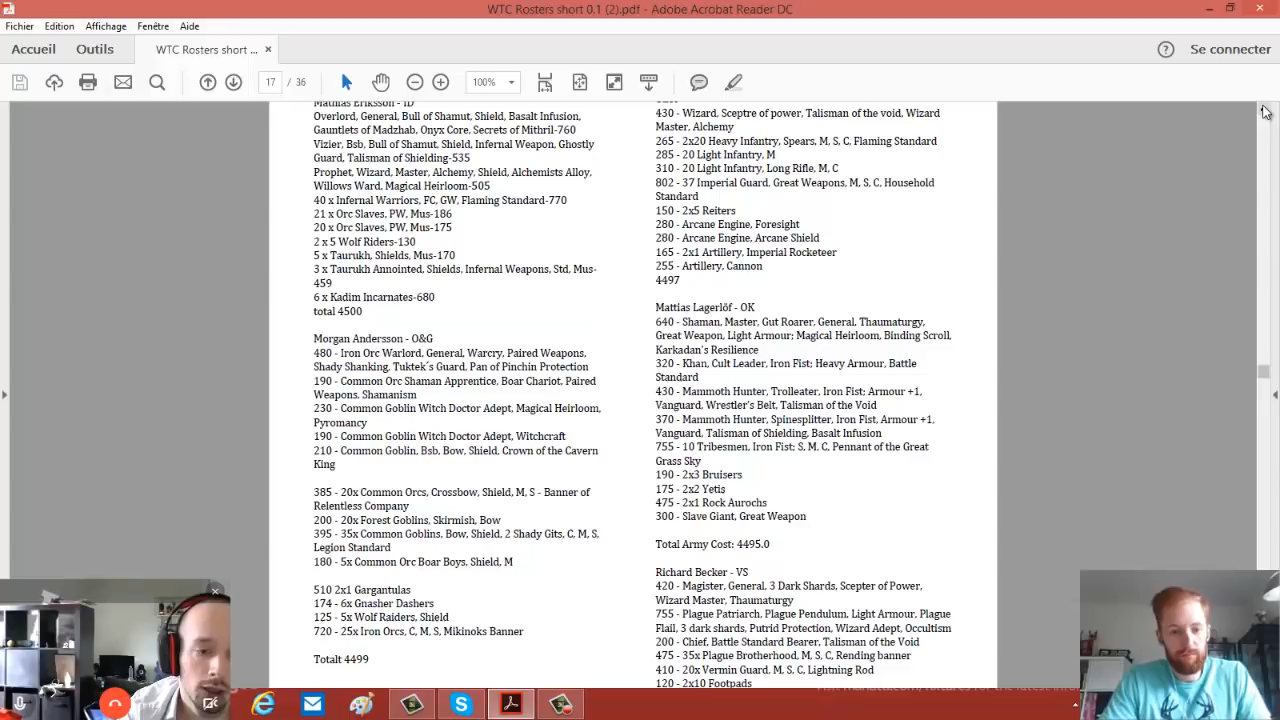 WTC Rosters short 0.1 (2).pdf - Adobe Acrobat Reader DC
Fichier Edition Affichage Fenêtre Aide
Accueil Outils WTC Rosters short ... × Se connecter
17 / 36 100%
Mathias Eriksson - ID
Overlord, General, Bull of Shamut, Shield, Basalt Infusion,
Gauntlets of Madzhab, Onyx Core, Secrets of Mithril-760
Vizier, Bsb, Bull of Shamut, Shield, Infernal Weapon, Ghostly
Guard, Talisman of Shielding-535
Prophet, Wizard, Master, Alchemy, Shield, Alchemists Alloy,
Willows Ward, Magical Heirloom-505
40 x Infernal Warriors, FC, GW, Flaming Standard-770
21 x Orc Slaves, PW, Mus-186
20 x Orc Slaves, PW, Mus-175
2 x 5 Wolf Riders-130
5 x Taurukh, Shields, Mus-170
3 x Taurukh Annointed, Shields, Infernal Weapons, Std, Mus-
459
6 x Kadim Incarnates-680
total 4500
Morgan Andersson - O&G
480 - Iron Orc Warlord, General, Warcry, Paired Weapons,
Shady Shanking, Tuktek´s Guard, Pan of Pinchin Protection
190 - Common Orc Shaman Apprentice, Boar Chariot, Paired
Weapons. Shamanism
230 - Common Goblin Witch Doctor Adept, Magical Heirloom,
Pyromancy
190 - Common Goblin Witch Doctor Adept, Witchcraft
210 - Common Goblin, Bsb, Bow, Shield, Crown of the Cavern
King
385 - 20x Common Orcs, Crossbow, Shield, M, S - Banner of
Relentless Company
200 - 20x Forest Goblins, Skirmish, Bow
395 - 35x Common Goblins. Bow, Shield, 2 Shady Gits, C, M, S,
Legion Standard
180 - 5x Common Orc Boar Boys, Shield, M
510 2x1 Gargantulas
174 - 6x Gnasher Dashers
125 - 5x Wolf Raiders, Shield
720 - 25x Iron Orcs, C, M, S, Mikinoks Banner
Totalt 4499
430 - Wizard, Sceptre of power, Talisman of the void, Wizard
Master, Alchemy
265 - 2x20 Heavy Infantry, Spears, M, S, C, Flaming Standard
285 - 20 Light Infantry. M
310 - 20 Light Infantry, Long Rifle, M, C
802 - 37 Imperial Guard, Great Weapons, M, S, C, Household
Standard
150 - 2x5 Reiters
280 - Arcane Engine, Foresight
280 - Arcane Engine, Arcane Shield
165 - 2x1 Artillery, Imperial Rocketeer
255 - Artillery, Cannon
4497
Mattias Lagerlöf - OK
640 - Shaman, Master, Gut Roarer, General, Thaumaturgy,
Great Weapon, Light Armour; Magical Heirloom, Binding Scroll,
Karkadan's Resilience
320 - Khan, Cult Leader, Iron Fist; Heavy Armour, Battle
Standard
430 - Mammoth Hunter, Trolleater, Iron Fist; Armour +1,
Vanguard, Wrestler's Belt, Talisman of the Void
370 - Mammoth Hunter, Spinesplitter, Iron Fist, Armour +1,
Vanguard, Talisman of Shielding, Basalt Infusion
755 - 10 Tribesmen, Iron Fist; S, M, C, Pennant of the Great
Grass Sky
190 - 2x3 Bruisers
175 - 2x2 Yetis
475 - 2x1 Rock Aurochs
300 - Slave Giant, Great Weapon
Total Army Cost: 4495.0
Richard Becker - VS
420 - Magister, General, 3 Dark Shards, Scepter of Power,
Wizard Master, Thaumaturgy
755 - Plague Patriarch, Plague Pendulum, Light Armour, Plague
Flail, 3 dark shards, Putrid Protection, Wizard Adept, Occultism
200 - Chief, Battle Standard Bearer, Talisman of the Void
475 - 35x Plague Brotherhood, M, S, C, Rending banner
410 - 20x Vermin Guard. M, S, C, Lightning Rod
120 - 2x10 Footpads